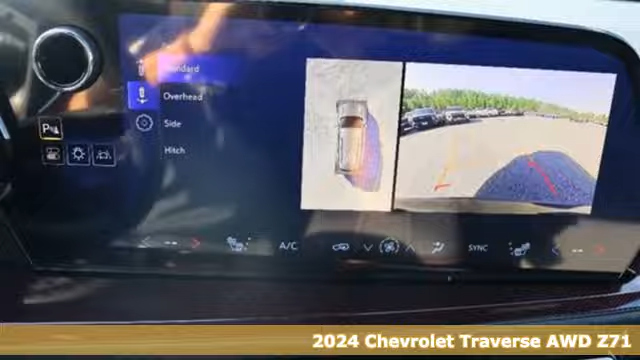 Standard
Overhead
Side
Hitch
P
-- A/C SYNC --
2024 Chevrolet Traverse AWD Z71